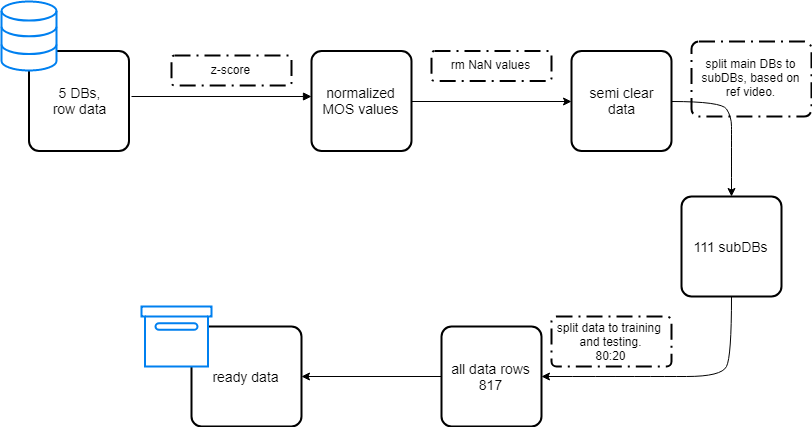 z-score
rm NaN values
split main DBs to
subDBs, based on
ref video.
5 DBs,
row data
normalized
MOS values
semi clear
data
111 subDBs
split data to training
and testing.
80:20
all data rows
817
ready data